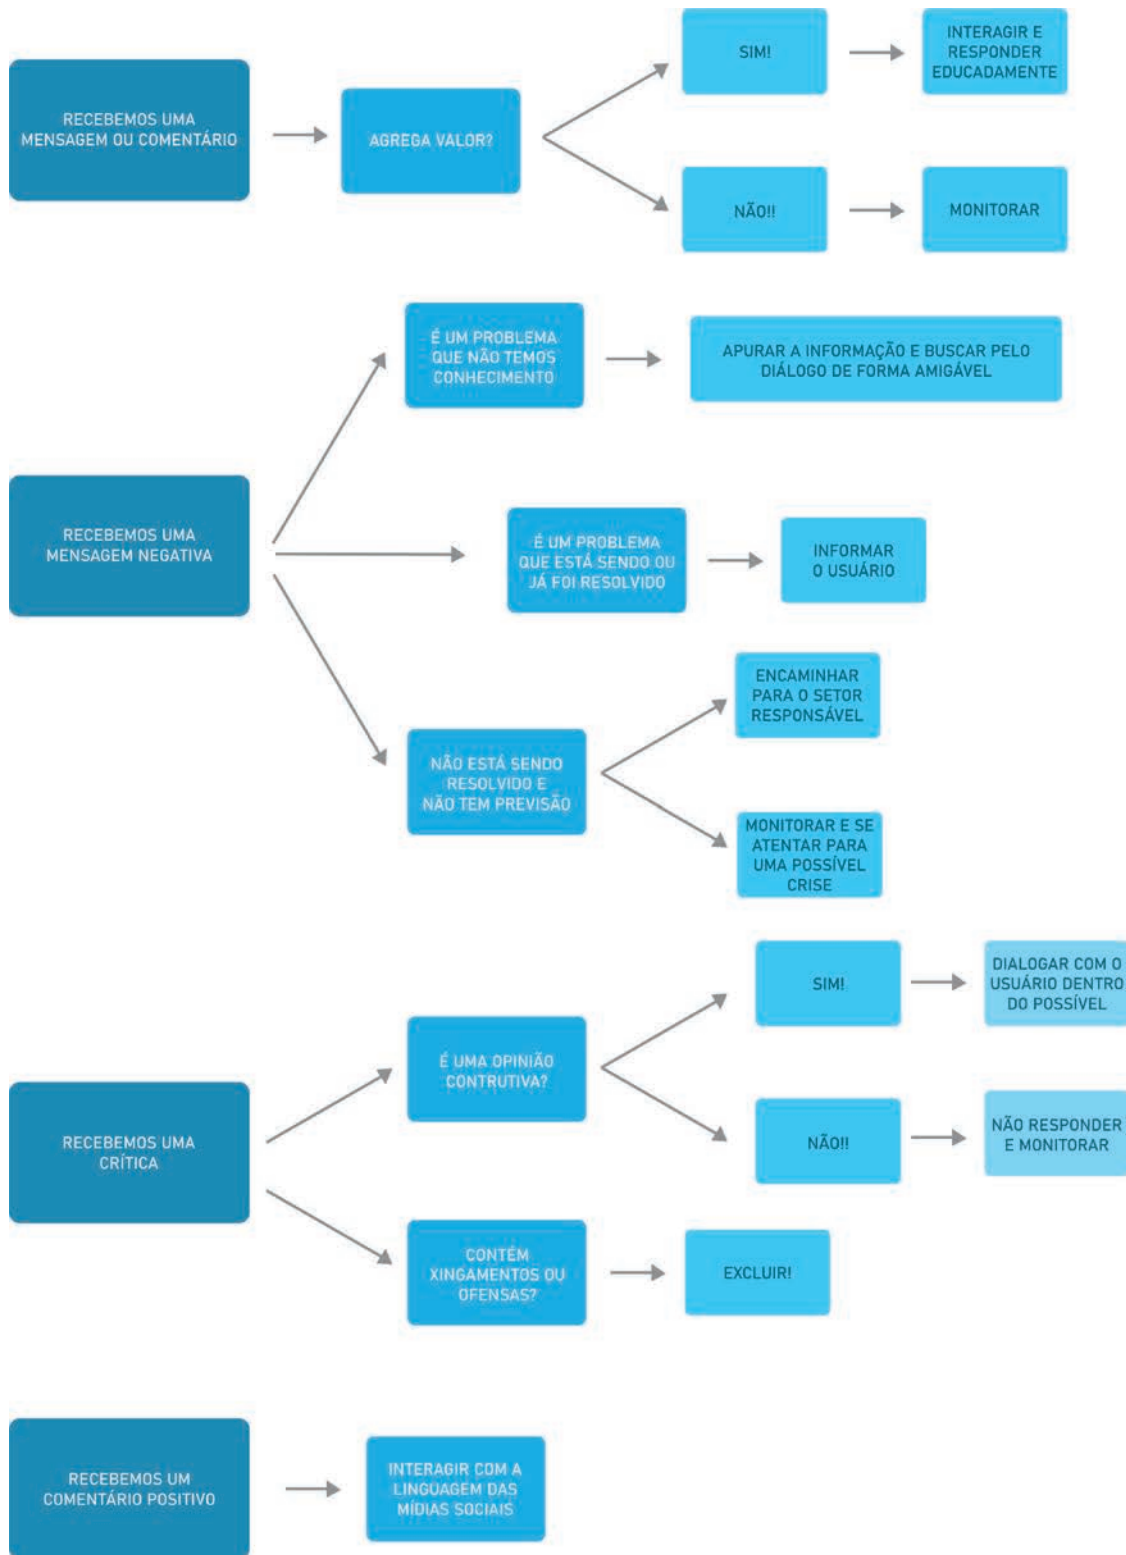 RECEBEMOS UMA
MENSAGEM OU COMENTÁRIO
AGREGA VALOR?
SIM!
INTERAGIR E
RESPONDER
EDUCADAMENTE
NÃO!!
MONITORAR
RECEBEMOS UMA
MENSAGEM NEGATIVA
É UM PROBLEMA
QUE NÃO TEMOS
CONHECIMENTO
APURAR A INFORMAÇÃO E BUSCAR PELO
DIÁLOGO DE FORMA AMIGÁVEL
É UM PROBLEMA
QUE ESTÁ SENDO OU
JÁ FOI RESOLVIDO
INFORMAR
O USUÁRIO
NÃO ESTÁ SENDO
RESOLVIDO E
NÃO TEM PREVISÃO
ENCAMINHAR
PARA O SETOR
RESPONSÁVEL
MONITORAR E SE
ATENTAR PARA
UMA POSSÍVEL
CRISE
RECEBEMOS UMA
CRÍTICA
É UMA OPINIÃO
CONTRUTIVA?
SIM!
DIALOGAR COM O
USUÁRIO DENTRO
DO POSSÍVEL
NÃO!!
NÃO RESPONDER
E MONITORAR
CONTÉM
XINGAMENTOS OU
OFENSAS?
EXCLUIR!
RECEBEMOS UM
COMENTÁRIO POSITIVO
INTERAGIR COM A
LINGUAGEM DAS
MÍDIAS SOCIAIS